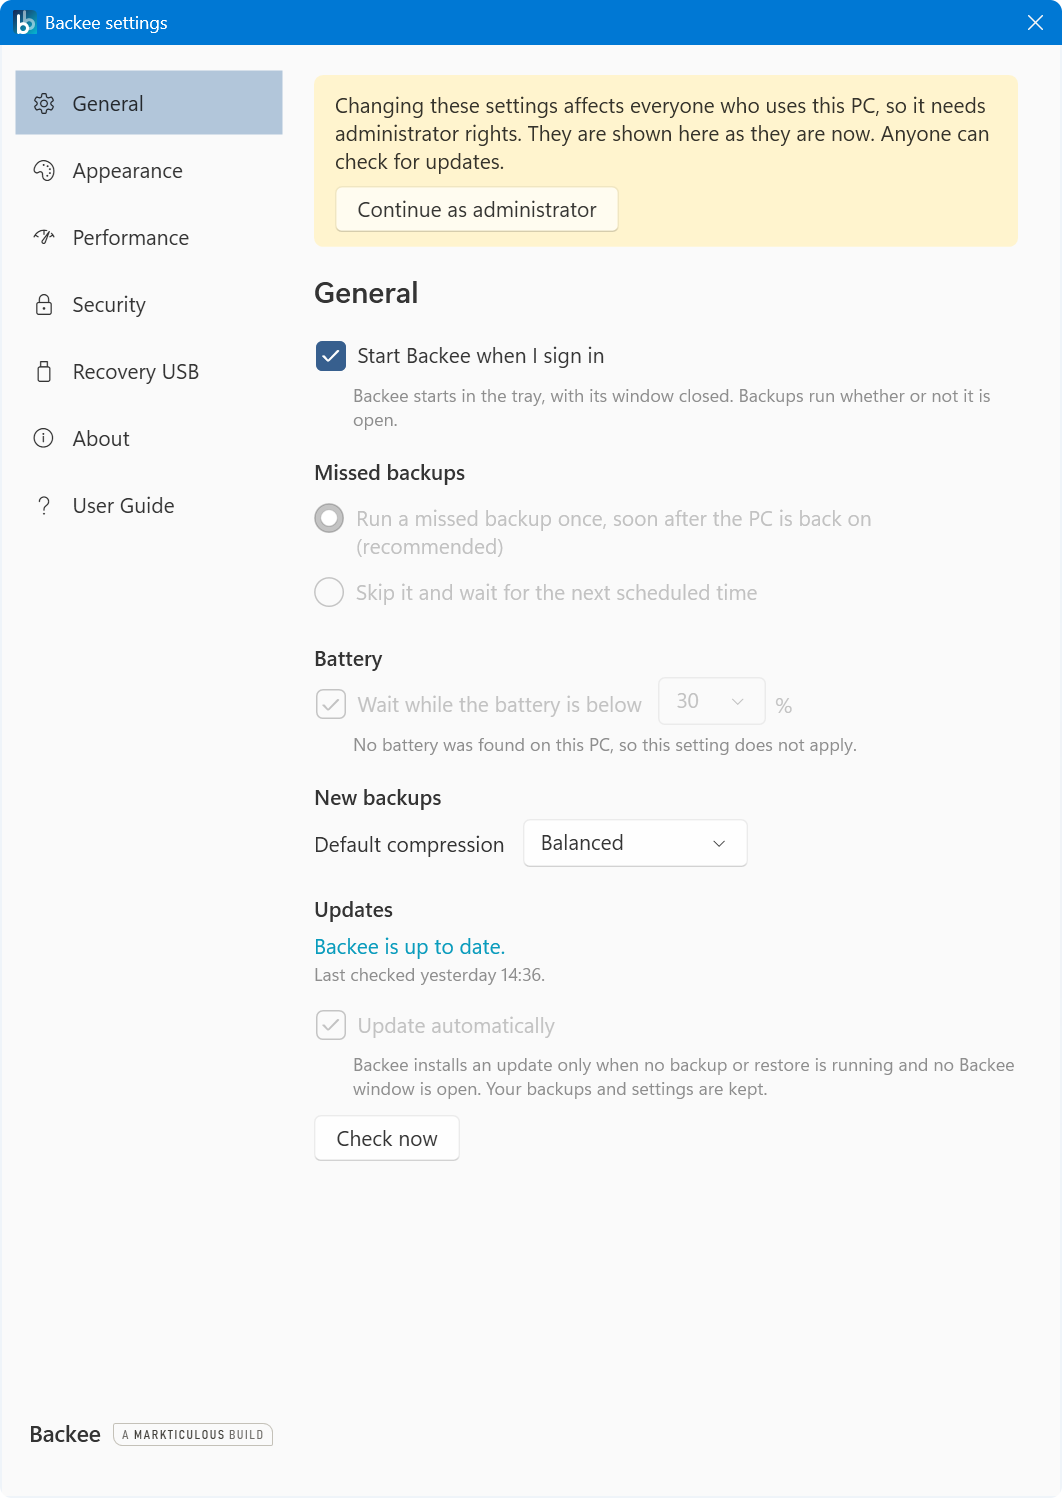 Backee settings
General
Appearance
Performance
Security
Recovery USB
About
User Guide
Changing these settings affects everyone who uses this PC, so it needs
administrator rights. They are shown here as they are now. Anyone can
check for updates.
Continue as administrator
General
Start Backee when I sign in
Backee starts in the tray, with its window closed. Backups run whether or not it is
open.
Missed backups
Run a missed backup once, soon after the PC is back on
(recommended)
Skip it and wait for the next scheduled time
Battery
Wait while the battery is below 30 %
No battery was found on this PC, so this setting does not apply.
New backups
Default compression Balanced
Updates
Backee is up to date.
Last checked yesterday 14:36.
Update automatically
Backee installs an update only when no backup or restore is running and no Backee
window is open. Your backups and settings are kept.
Check now
Backee A MARKTICULOUS BUILD